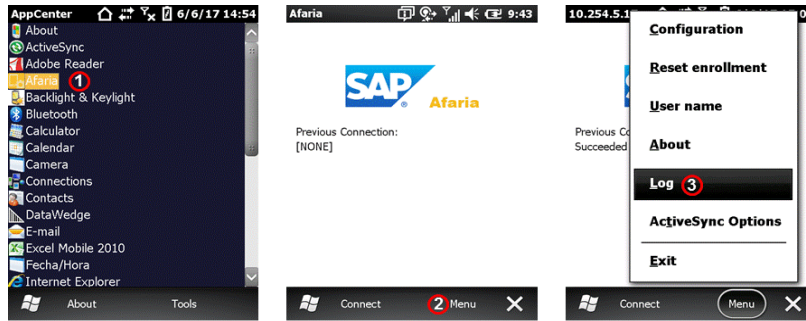 AppCenter 6/6/17 14:54
About
ActiveSync
Adobe Reader
Afaria 1
Backlight & Keylight
Bluetooth
Calculator
Calendar
Camera
Connections
Contacts
DataWedge
E-mail
Excel Mobile 2010
Fecha/Hora
Internet Explorer
About Tools
Afaria 9:43
SAP
Afaria
Previous Connection:
[NONE]
Connect 2 Menu
10.254.5.1
Previous Co
Succeeded
Configuration
Reset enrollment
User name
About
Log 3
ActiveSync Options
Exit
Connect Menu